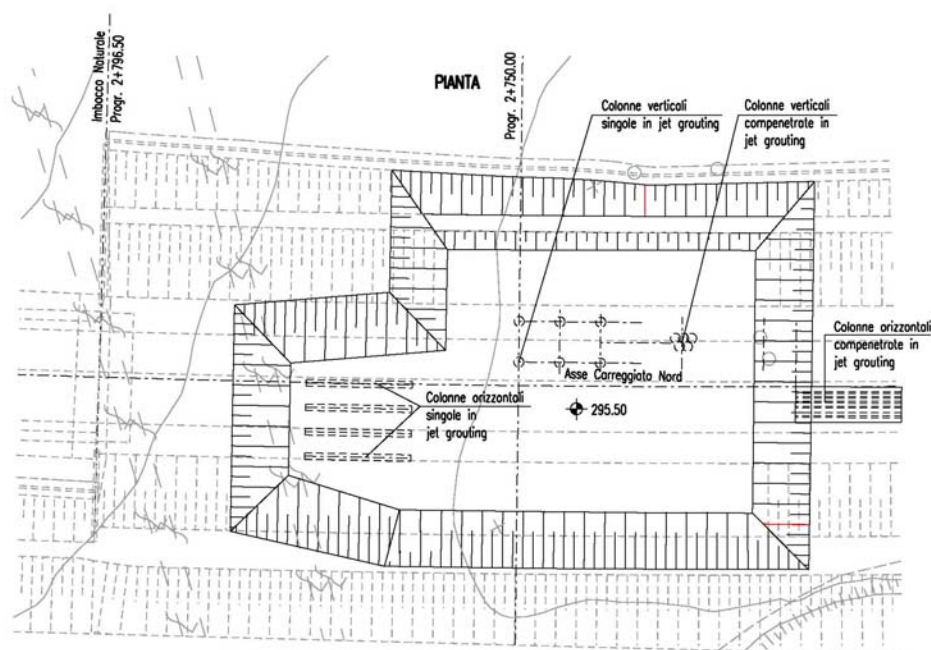 Imbocco Naturale
Progr. 2+796.50
PIANTA
Progr. 2+750.00
Colonne verticali
singole in jet grouting
Colonne verticali
compenetrate in
jet grouting
Colonne orizzontali
compenetrate in
jet grouting
Asse Carreggiato Nord
295.50
Colonne orizzontali
singole in
jet grouting